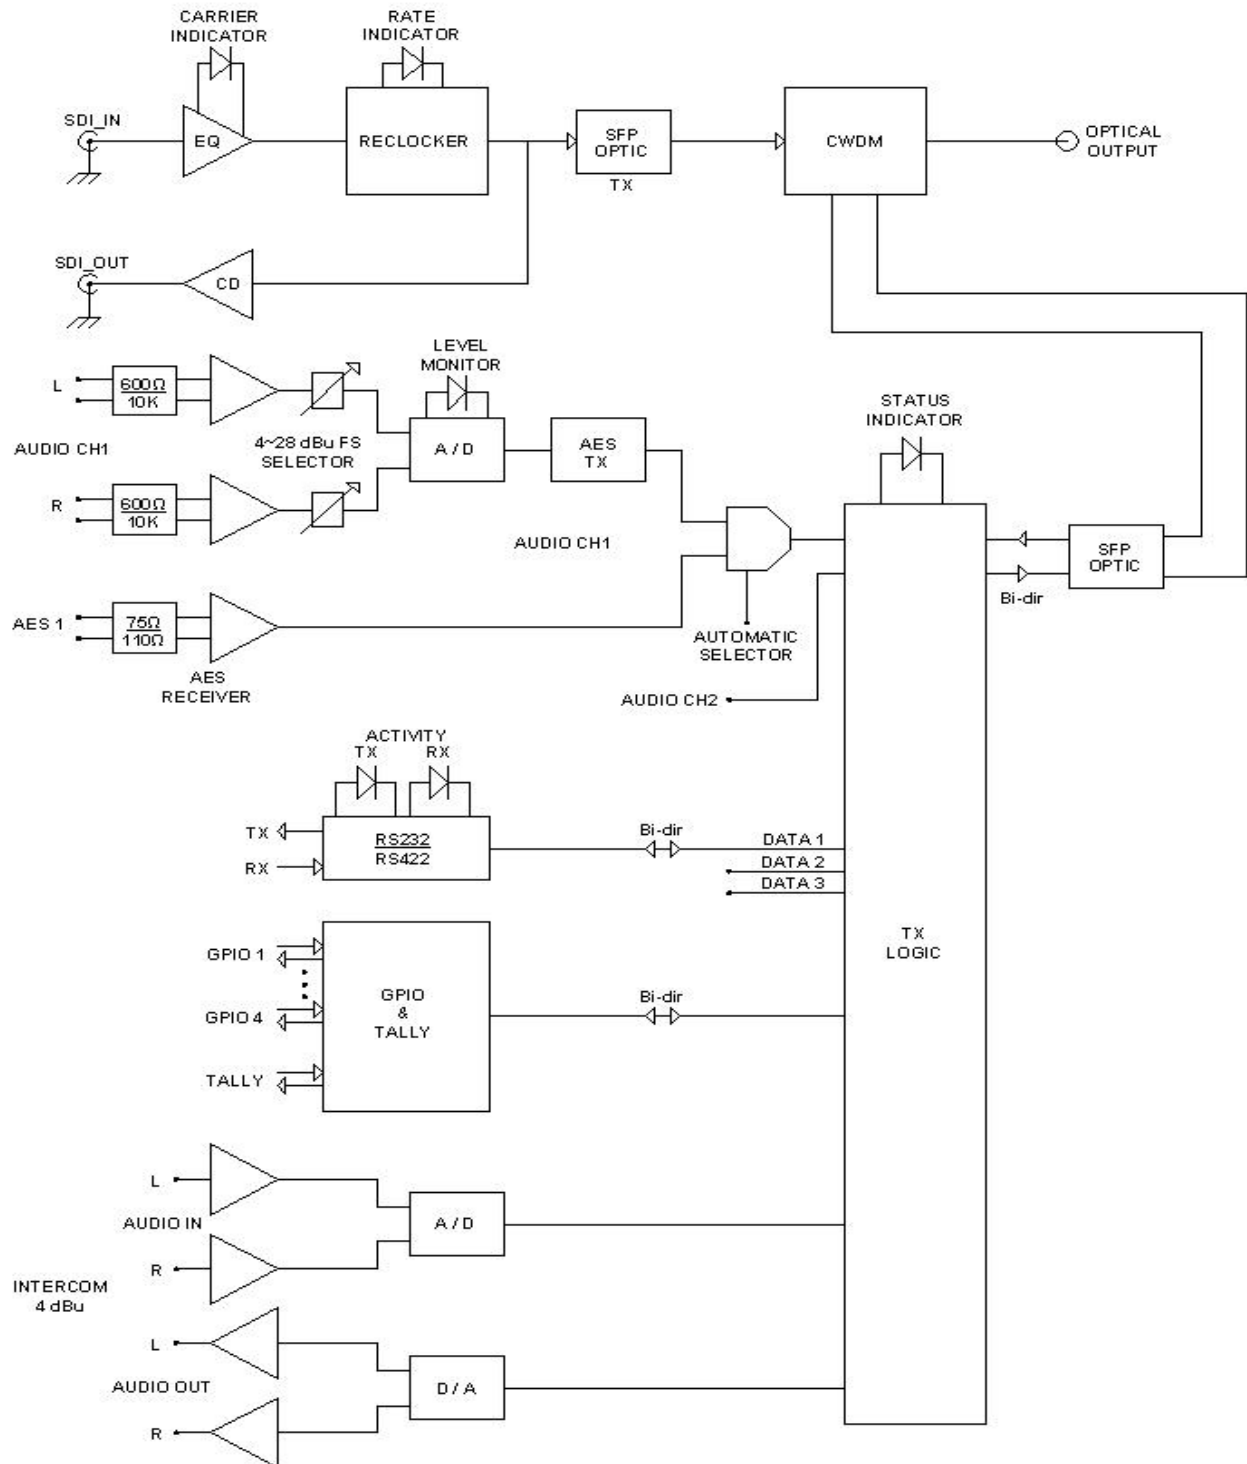 CARRIER
INDICATOR
RATE
INDICATOR
SDI_IN
EQ
RECLOCKER
SFP
OPTIC
TX
CWDM
OPTICAL
OUTPUT
SDI_OUT
CD
LEVEL
MONITOR
L
600Ω
10K
4~28 dBu FS
SELECTOR
A / D
AES
TX
STATUS
INDICATOR
AUDIO CH1
R
600Ω
10K
AUDIO CH1
SFP
OPTIC
Bi-dir
AES 1
75Ω
110Ω
AES
RECEIVER
AUTOMATIC
SELECTOR
AUDIO CH2
ACTIVITY
TX
RX
TX
RX
RS232
RS422
Bi-dir
DATA 1
DATA 2
DATA 3
TX
LOGIC
GPIO 1
GPIO 4
TALLY
GPIO
&
TALLY
Bi-dir
L
AUDIO IN
R
A / D
INTERCOM
4 dBu
L
AUDIO OUT
R
D / A